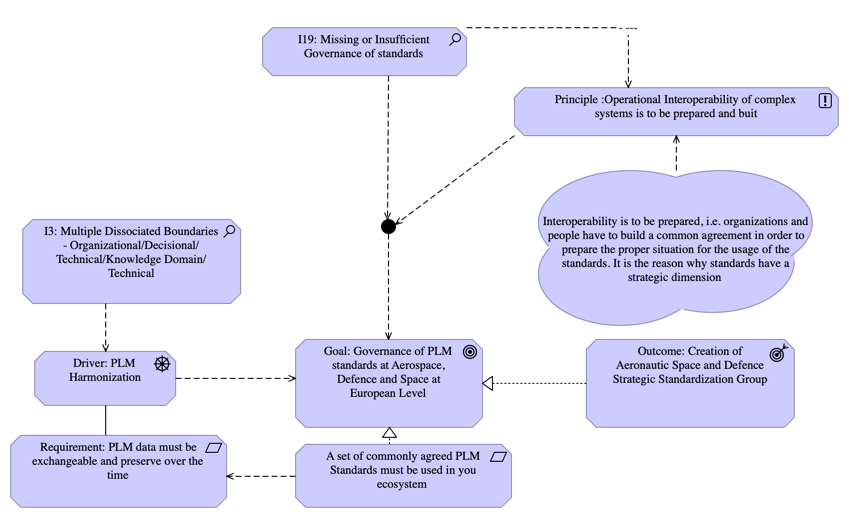 I19: Missing or Insufficient
Governance of standards
Principle :Operational Interoperability of complex
systems is to be prepared and buit
Interoperability is to be prepared, i.e. organizations and
people have to build a common agreement in order to
prepare the proper situation for the usage of the
standards. It is the reason why standards have a
strategic dimension
I3: Multiple Dissociated Boundaries
- Organizational/Decisional/
Technical/Knowledge Domain/
Technical
Driver: PLM
Harmonization
Goal: Governance of PLM
standards at Aerospace,
Defence and Space at
European Level
Outcome: Creation of
Aeronautic Space and Defence
Strategic Standardization Group
Requirement: PLM data must be
exchangeable and preserve over the
time
A set of commonly agreed PLM
Standards must be used in you
ecosystem